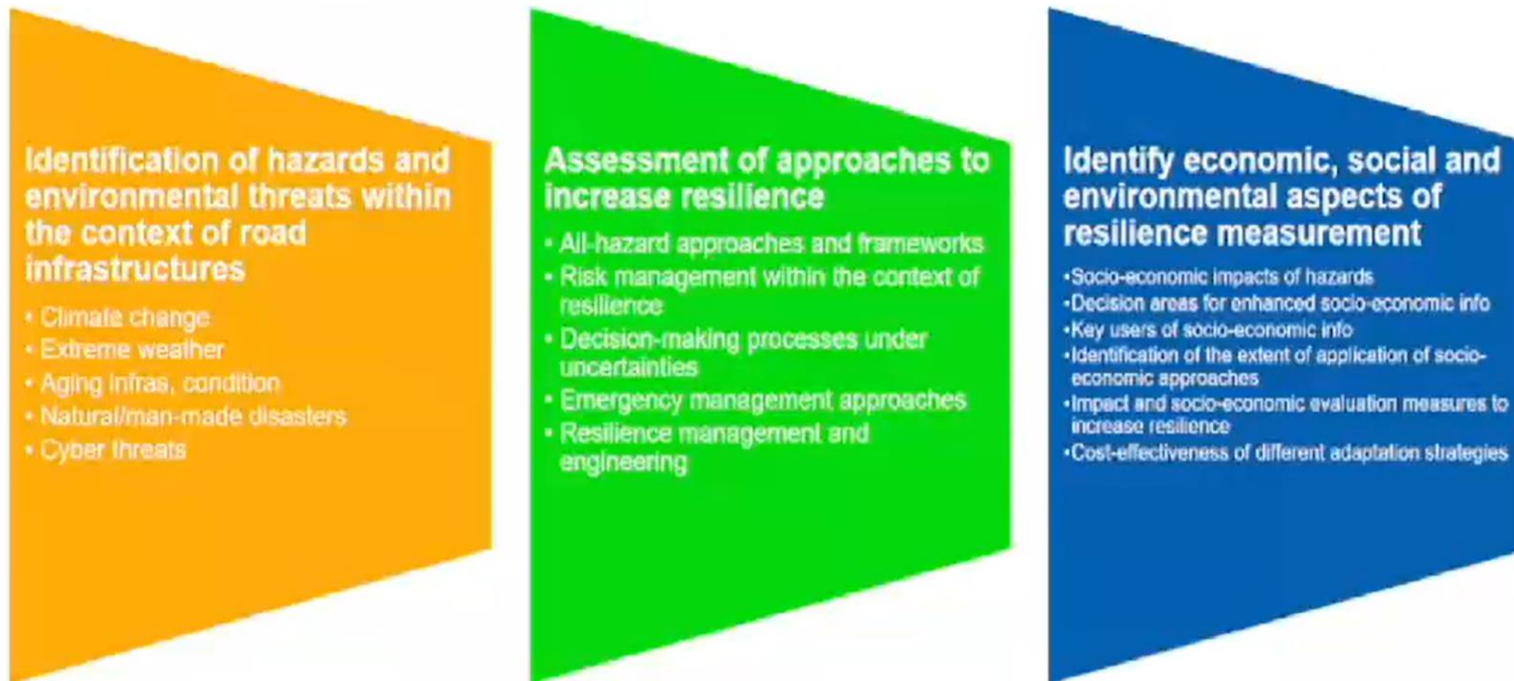 Identification of hazards and
environmental threats within
the context of road
infrastructures
• Climate change
• Extreme weather
• Aging infras, condition
• Natural/man-made disasters
• Cyber threats
Assessment of approaches to
increase resilience
• All-hazard approaches and frameworks
• Risk management within the context of
resilience
• Decision-making processes under
uncertainties
• Emergency management approaches
• Resilience management and
engineering
Identify economic, social and
environmental aspects of
resilience measurement
•Socio-economic impacts of hazards
•Decision areas for enhanced socio-economic info
•Key users of socio-economic info
•Identification of the extent of application of socio-
economic approaches
•Impact and socio-economic evaluation measures to
increase resilience
•Cost-effectiveness of different adaptation strategies